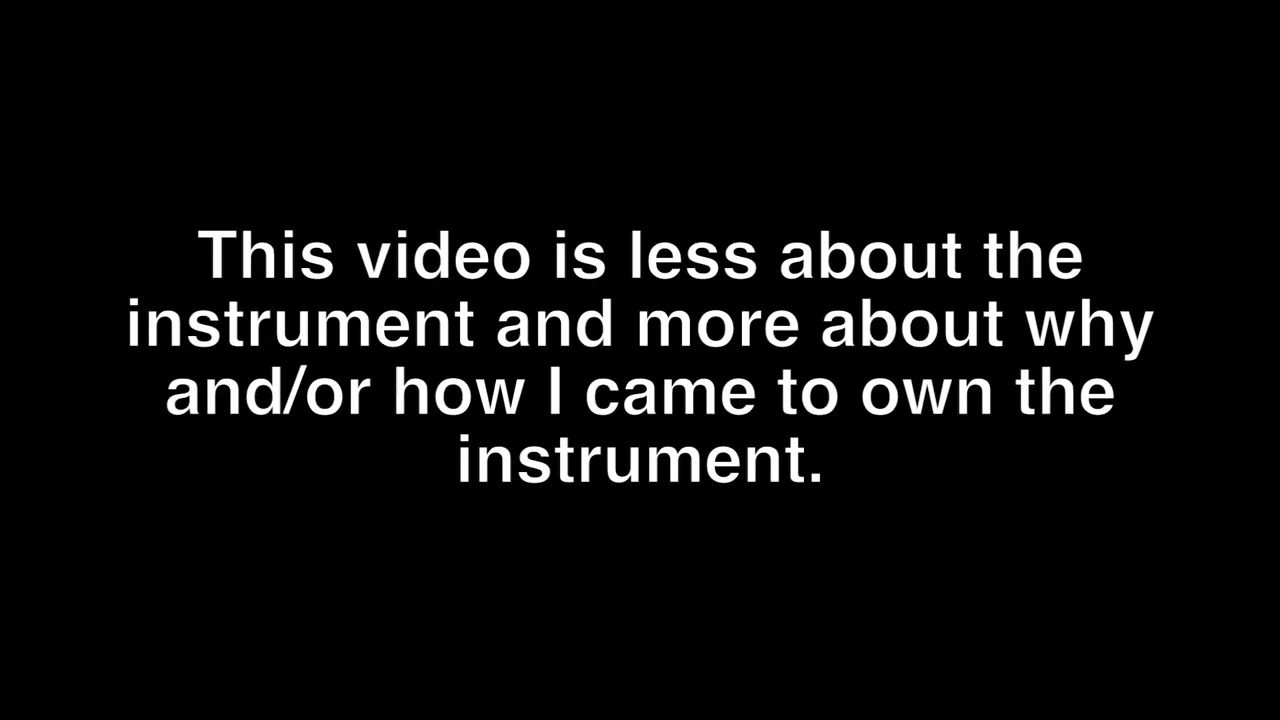 This video is less about the
instrument and more about why
and/or how I came to own the
instrument.